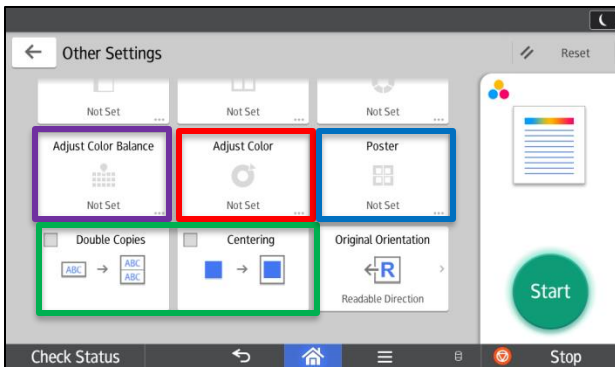 Other Settings
Reset
Not Set
Not Set
Not Set
Adjust Color Balance
Adjust Color
Poster
Not Set
Not Set
Not Set
Double Copies
Centering
Original Orientation
ABC
ABC
ABC
R
Readable Direction
Start
Check Status
Stop